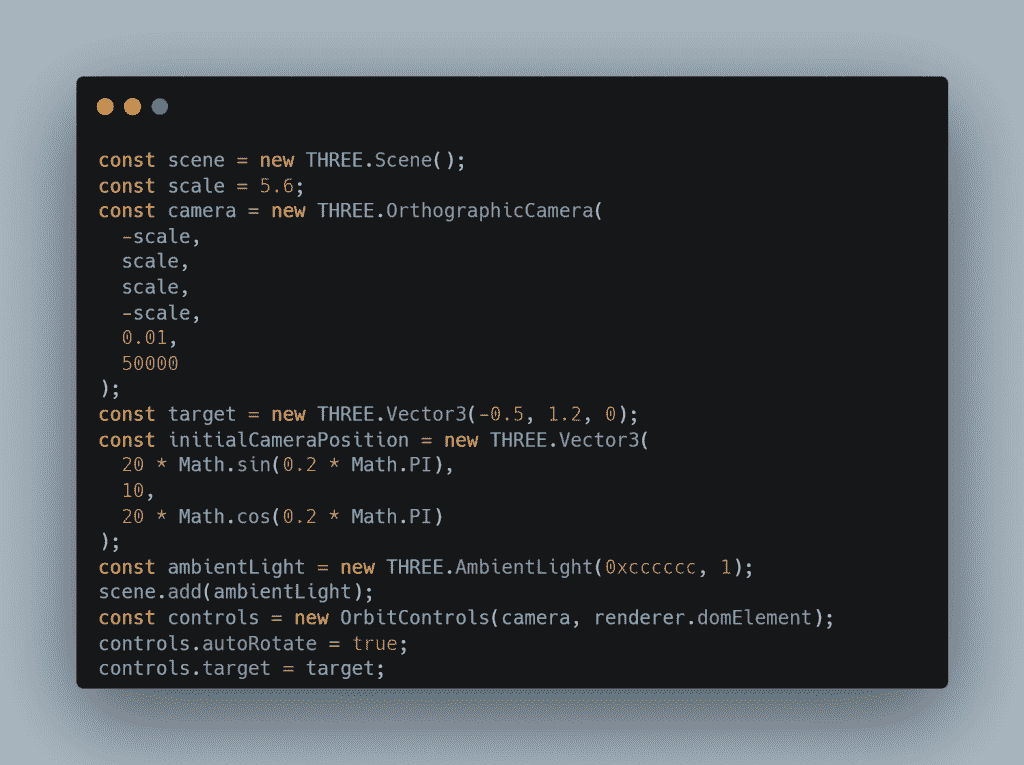 const scene = new THREE.Scene();
const scale = 5.6;
const camera = new THREE.OrthographicCamera(
  -scale,
  scale,
  scale,
  -scale,
  0.01,
  50000
);
const target = new THREE.Vector3(-0.5, 1.2, 0);
const initialCameraPosition = new THREE.Vector3(
  20 * Math.sin(0.2 * Math.PI),
  10,
  20 * Math.cos(0.2 * Math.PI)
);
const ambientLight = new THREE.AmbientLight(0xcccccc, 1);
scene.add(ambientLight);
const controls = new OrbitControls(camera, renderer.domElement);
controls.autoRotate = true;
controls.target = target;